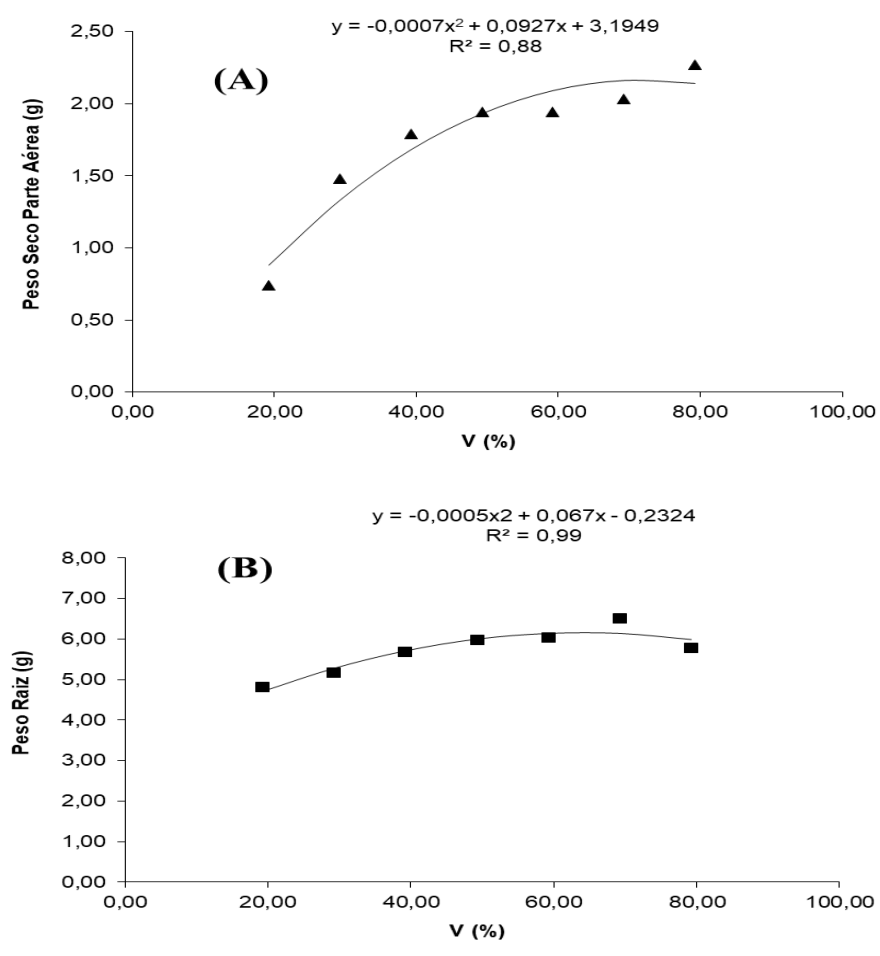 y = -0,0007x² + 0,0927x + 3,1949
R² = 0,88
(A)
2,50
2,00
1,50
1,00
0,50
0,00
Peso Seco Parte Aérea (g)
0,00 20,00 40,00 60,00 80,00 100,00
V (%)
y = -0,0005x2 + 0,067x - 0,2324
R² = 0,99
(B)
8,00
7,00
6,00
5,00
4,00
3,00
2,00
1,00
0,00
Peso Raiz (g)
0,00 20,00 40,00 60,00 80,00 100,00
V (%)